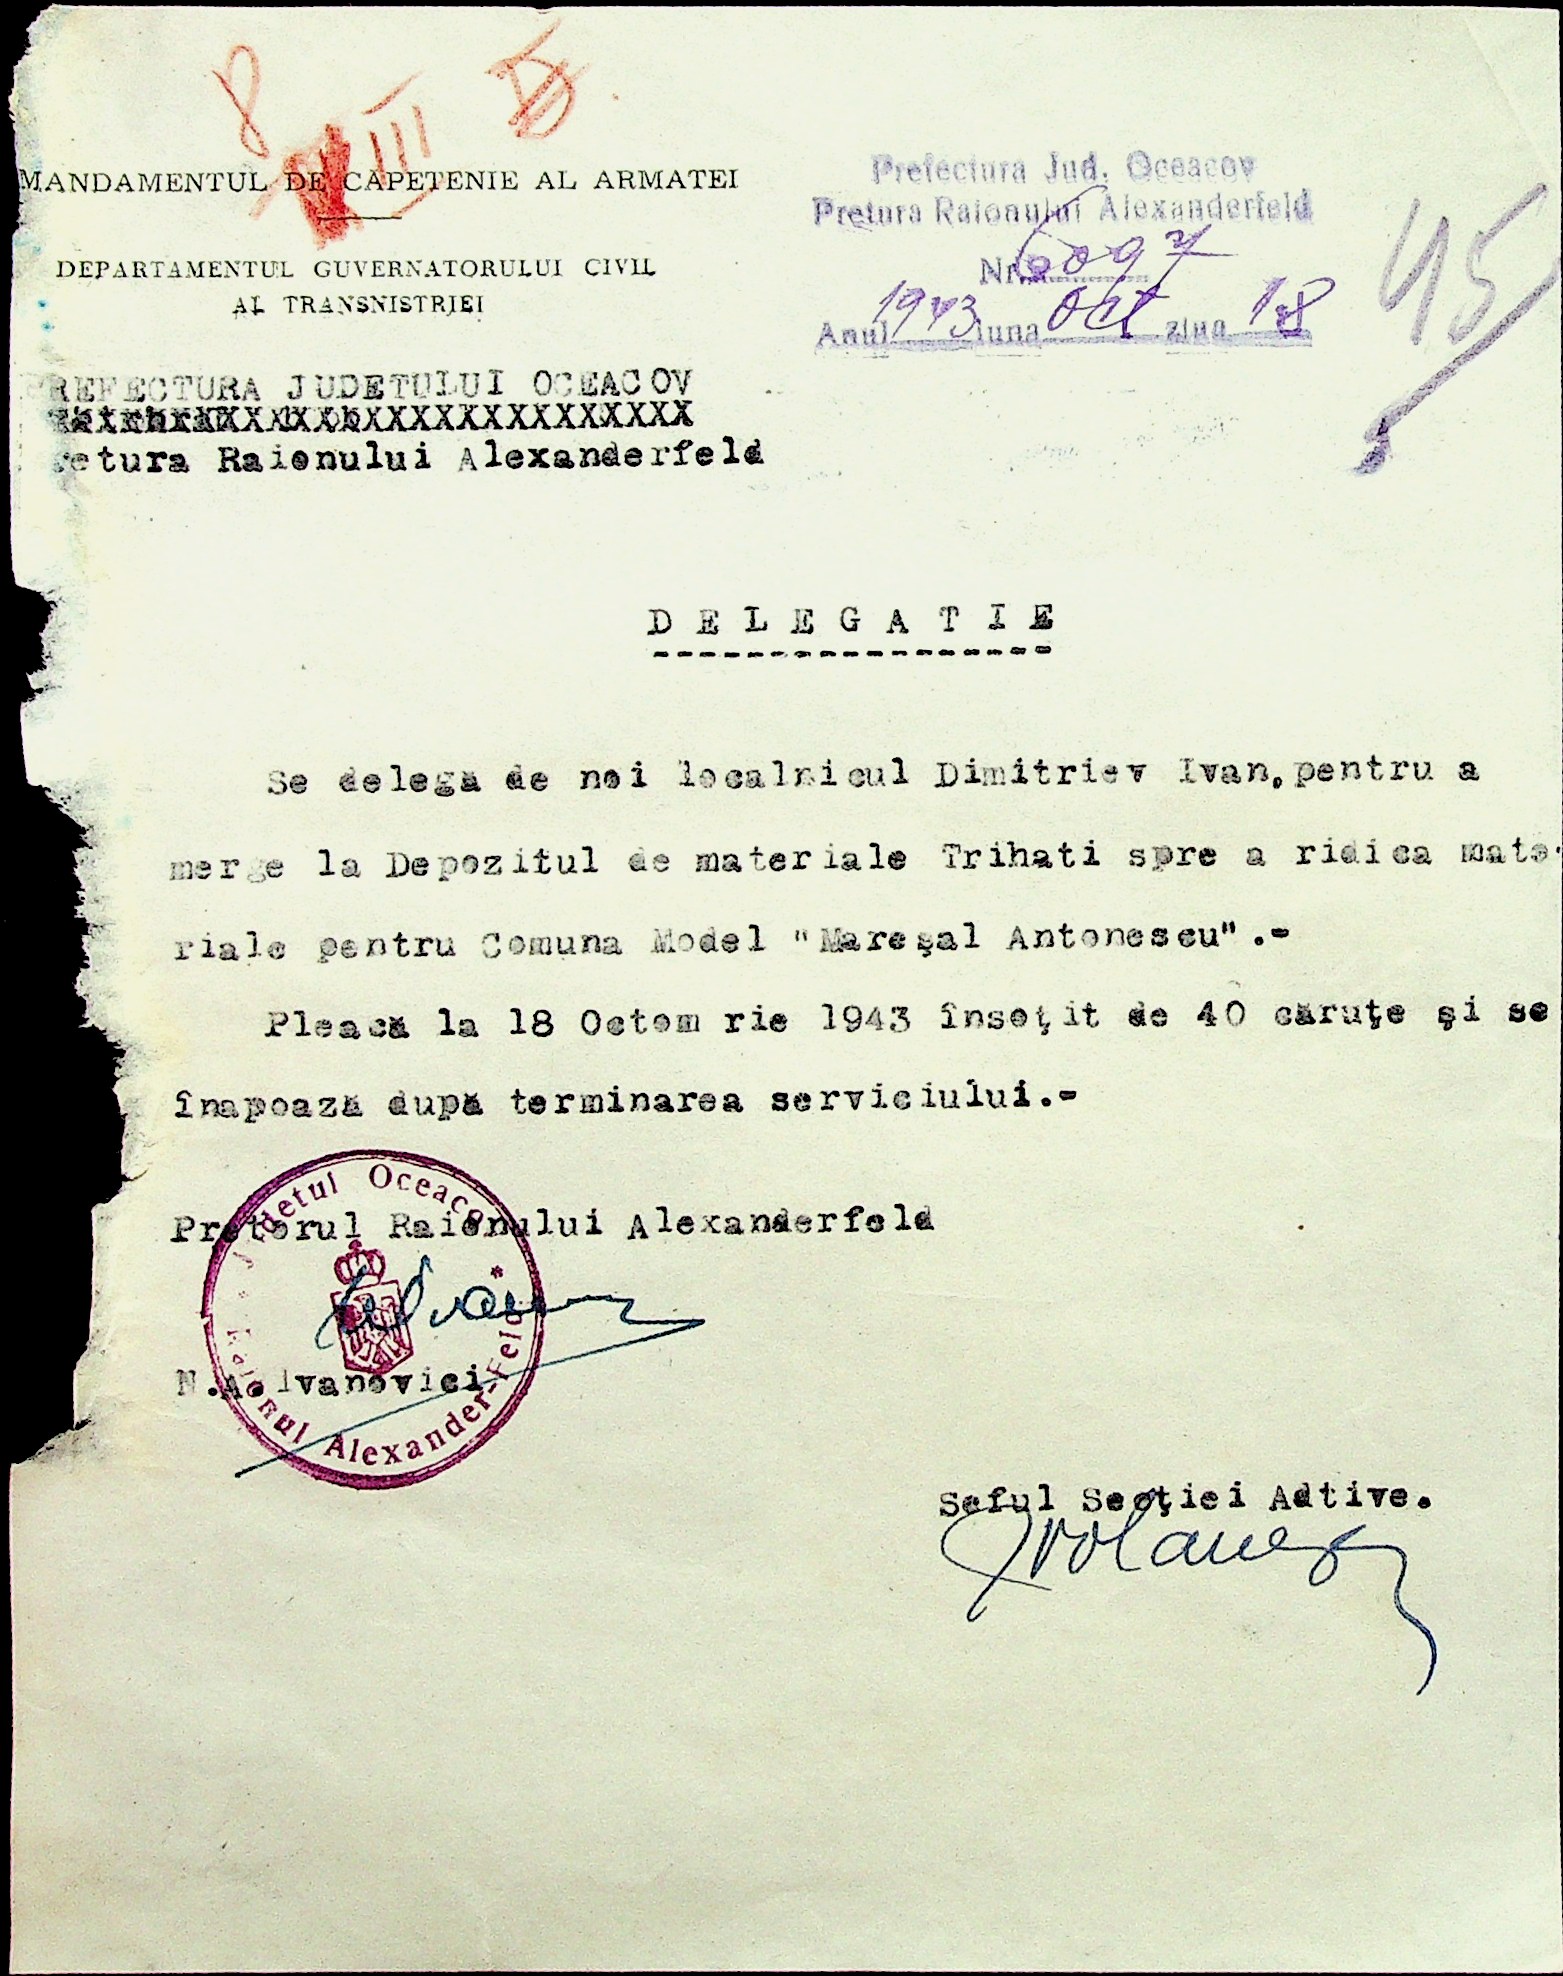 8
III
MANDAMENTUL DE CAPETENIE AL ARMATEI
DEPARTAMENTUL GUVERNATORULUI CIVIL
AL TRANSNISTRIEI
PREFECTURA JUDETULUI OCEACOV
retura Raionului Alexanderfeld
Prefectura Jud. Oceacov
Pretura Raionului Alexanderfeld
Nr. 6097
Anul 1943 luna Oct ziua 18
45
DELEGATIE
Se delegă de noi localnicul Dimitriev Ivan, pentru a
merge la Depozitul de materiale Trihati spre a ridica mate-
riale pentru Comuna Model "Mareşal Antonescu".-
Pleacă la 18 Octom rie 1943 însoţit de 40 căruţe şi se
înapoază după terminarea serviciului.-
Pretorul Raionului Alexanderfeld
N.A. Ivanovici
Judetul Oceacov
Raionul Alexander-Feld
Seful Secţiei Adtive.